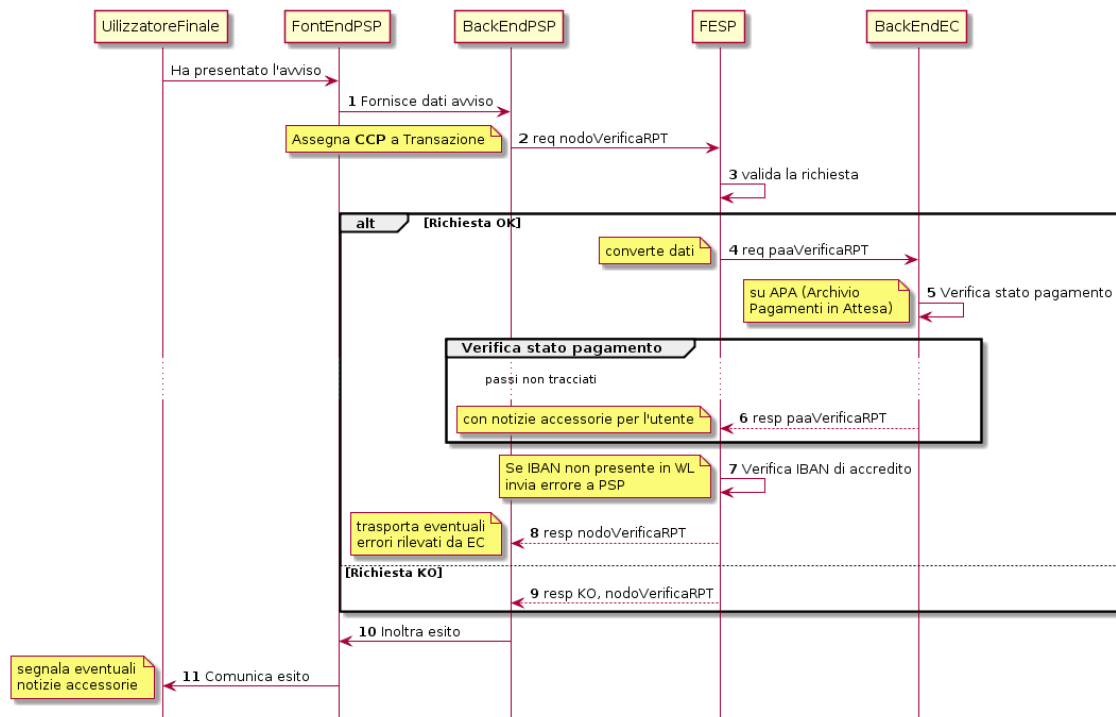 UilizzatoreFinale
FontEndPSP
BackEndPSP
FESP
BackEndEC
Ha presentato l'avviso
1 Fornisce dati avviso
Assegna CCP a Transazione
2 req nodoVerificaRPT
3 valida la richiesta
alt
[Richiesta OK]
converte dati
4 req paaVerificaRPT
su APA (Archivio
Pagamenti in Attesa)
5 Verifica stato pagamento
Verifica stato pagamento
passi non tracciati
con notizie accessorie per l'utente
6 resp paaVerificaRPT
Se IBAN non presente in WL
invia errore a PSP
7 Verifica IBAN di accredito
trasporta eventuali
errori rilevati da EC
8 resp nodoVerificaRPT
[Richiesta KO]
9 resp KO, nodoVerificaRPT
10 Inoltra esito
segnala eventuali
notizie accessorie
11 Comunica esito